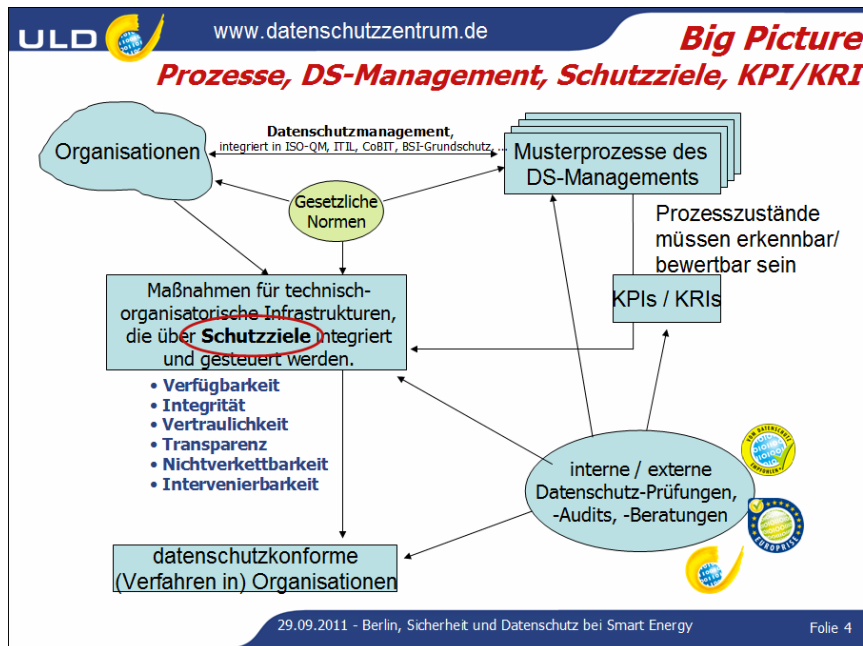 ULD
www.datenschutzzentrum.de
Big Picture
Prozesse, DS-Management, Schutzziele, KPI/KRI
Organisationen
Datenschutzmanagement,
integriert in ISO-QM, ITIL, CoBIT, BSI-Grundschutz, ...
Musterprozesse des
DS-Managements
Gesetzliche
Normen
Prozesszustände
müssen erkennbar/
bewertbar sein
KPIs / KRIs
Maßnahmen für technisch-
organisatorische Infrastrukturen,
die über Schutzziele integriert
und gesteuert werden.
• Verfügbarkeit
• Integrität
• Vertraulichkeit
• Transparenz
• Nichtverkettbarkeit
• Intervenierbarkeit
interne / externe
Datenschutz-Prüfungen,
-Audits, -Beratungen
VOM DATENSCHUTZ
EMPFOHLEN
EUROPRISE
datenschutzkonforme
(Verfahren in) Organisationen
29.09.2011 - Berlin, Sicherheit und Datenschutz bei Smart Energy
Folie 4